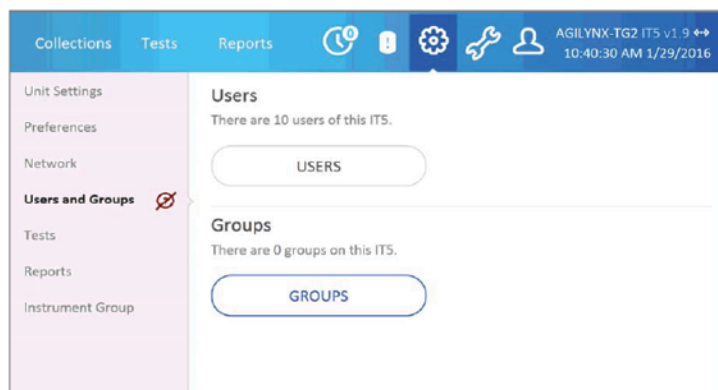 Collections Tests Reports 0 AGILYNX-TG2 IT5 v1.9
10:40:30 AM 1/29/2016
Unit Settings
Preferences
Network
Users and Groups
Tests
Reports
Instrument Group
Users
There are 10 users of this IT5.
USERS
Groups
There are 0 groups on this IT5.
GROUPS